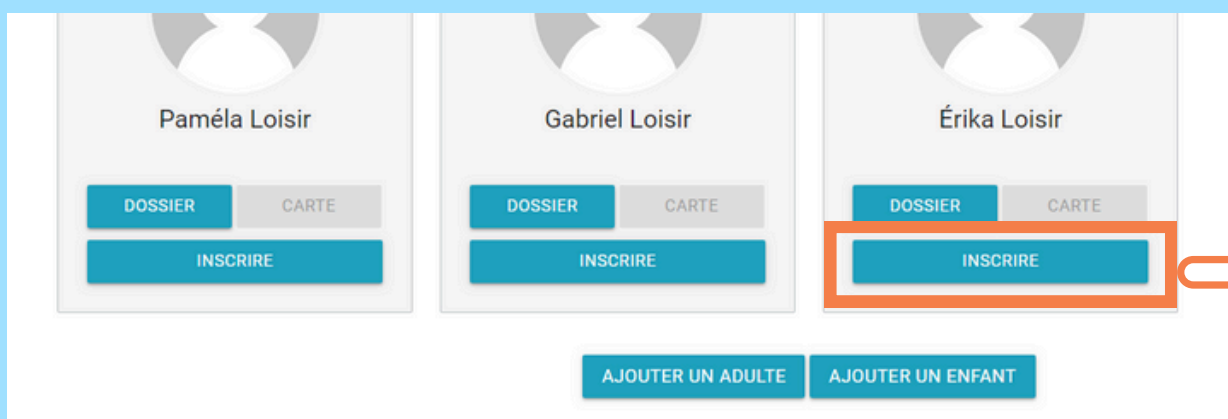 Paméla Loisir
Gabriel Loisir
Érika Loisir
DOSSIER CARTE
DOSSIER CARTE
DOSSIER CARTE
INSCRIRE
INSCRIRE
INSCRIRE
AJOUTER UN ADULTE
AJOUTER UN ENFANT